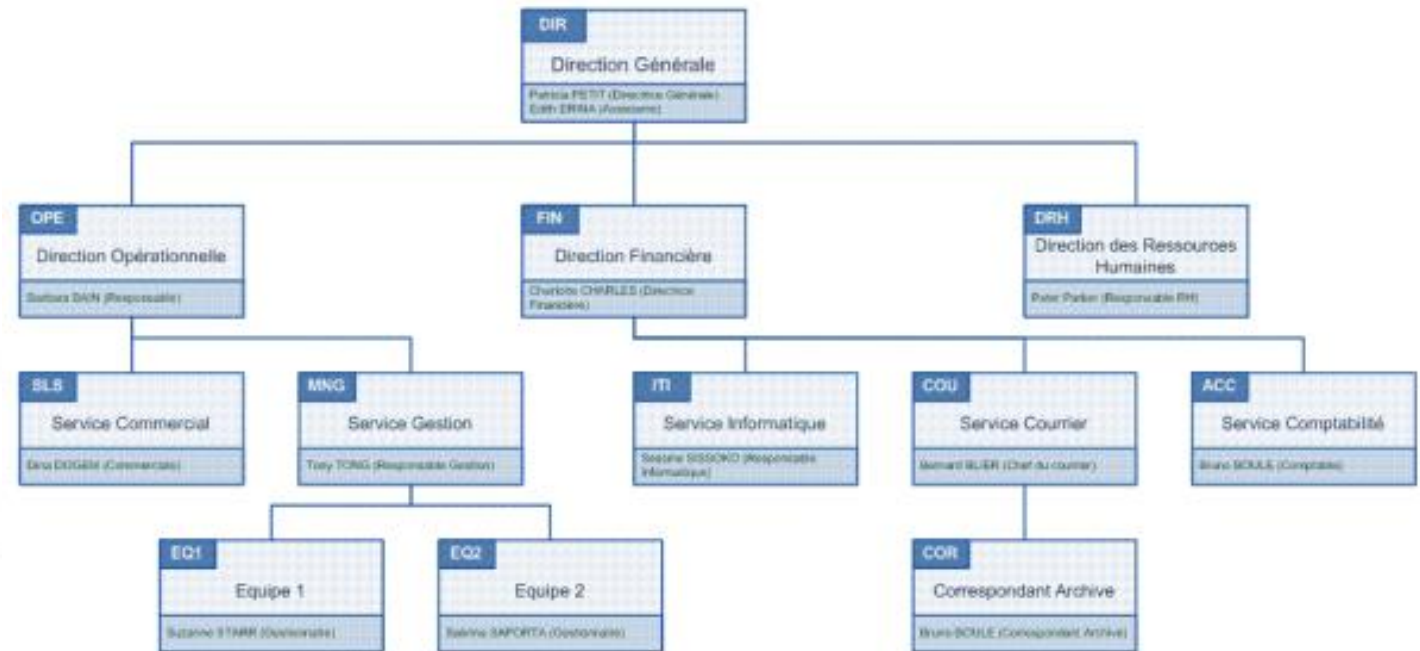 DIR
Direction Générale
Patricia PETIT (Directrice Générale)
Edith ERINA (Assistante)
OPE
Direction Opérationnelle
Barbara BAIN (Responsable)
FIN
Direction Financière
Charlotte CHARLES (Directrice
Financière)
DRH
Direction des Ressources
Humaines
Peter Parker (Responsable RH)
SLS
Service Commercial
(Commerciale)
MNG
Service Gestion
Tony TONG (Responsable Gestion)
ITI
Service Informatique
SISSOKO (Responsable
Informatique)
COU
Service Courrier
Bernard BLIER (Chef du courrier)
ACC
Service Comptabilité
Bruno BOULE (Comptable)
EQ1
Equipe 1
Suzanne STARR (Gestionnaire)
EQ2
Equipe 2
Sabrina SAPORTA (Gestionnaire)
COR
Correspondant Archive
Bruno BOULE (Correspondant Archive)